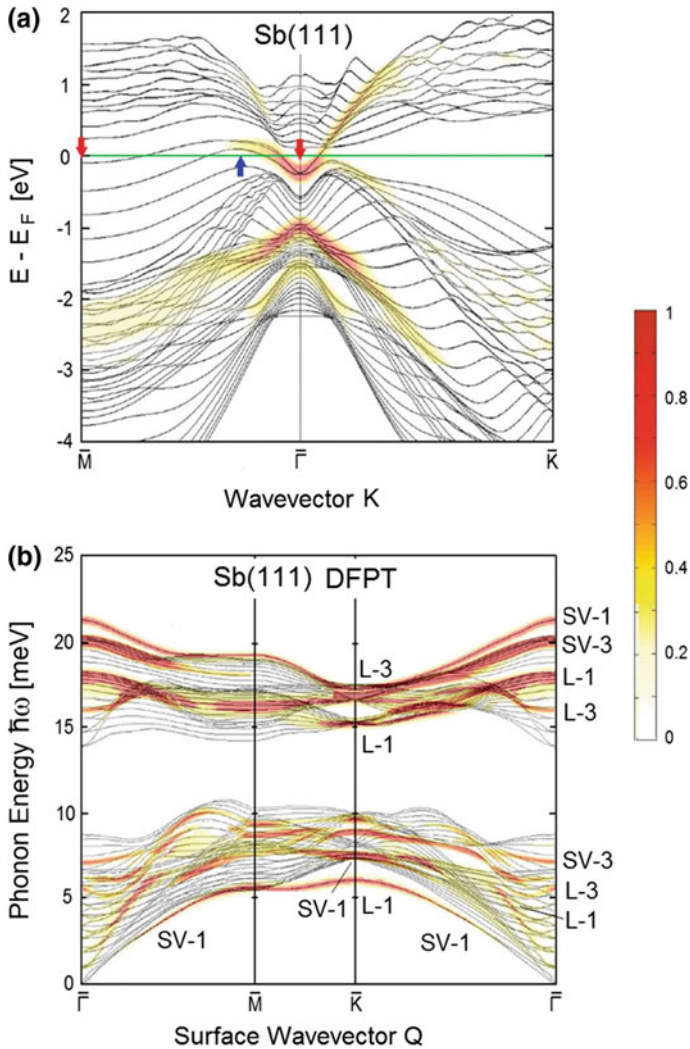 (a)
Sb(111)
E - E_F [eV]
2
1
0
-1
-2
-3
-4
M̄
Γ̄
K̄
Wavevector K
1
0.8
0.6
0.4
0.2
0
(b)
Sb(111) DFPT
Phonon Energy ħω [meV]
25
20
15
10
5
0
SV-1
SV-3
L-3
L-1
L-3
L-1
SV-3
L-3
L-1
SV-1
L-1
SV-1
SV-1
Γ̄
M̄
K̄
Γ̄
Surface Wavevector Q